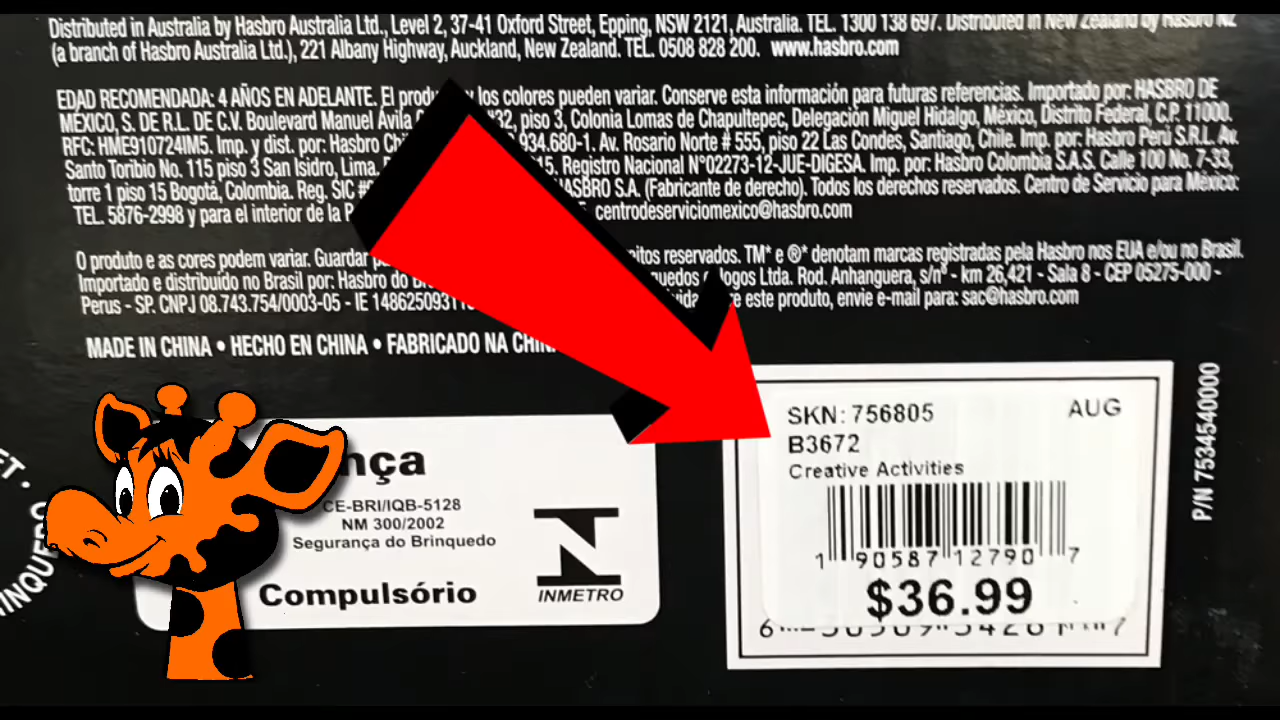 Distributed in Australia by Hasbro Australia Ltd., Level 2, 37-41 Oxford Street, Epping, NSW 2121, Australia. TEL. 1300 138 697. Distributed in New Zealand by Hasbro NZ
(a branch of Hasbro Australia Ltd.), 221 Albany Highway, Auckland, New Zealand. TEL. 0508 828 200. www.hasbro.com
EDAD RECOMENDADA: 4 AÑOS EN ADELANTE. El los colores pueden variar. Conserve esta información para futuras referencias. Importado por: HASBRO DE
MÉXICO, S. DE R.L. DE C.V. Boulevard Manuel Ávila piso 3, Colonia Lomas de Chapultepec, Delegación Miguel Hidalgo, México, Distrito Federal, C.P. 11000.
RFC: HME910724IM5. Imp. y dist. por: Hasbro 934.680-1. Av. Rosario Norte # 555, piso 22 Las Condes, Santiago, Chile. Imp. por: Hasbro Perú S.R.L. Av.
Santo Toribio No. 115 piso 3 San Isidro, Lima. Registro Nacional N°02273-12-JUE-DIGESA. Imp. por: Hasbro Colombia S.A.S. Calle 100 No. 7-33,
torre 1 piso 15 Bogotá, Colombia. Reg. SIC HASBRO S.A. (Fabricante de derecho). Todos los derechos reservados. Centro de Servicio para México:
TEL. 5876-2998 y para el interior de la centrodeserviciomexico@hasbro.com
O produto e as cores podem variar. Guardar reservados. TM* e ®* denotam marcas registradas pela Hasbro nos EUA e/ou no Brasil.
Importado e distribuído no Brasil por: Hasbro do Ltda. Rod. Anhanguera, s/nº - km 26,421 - Sala 8 - CEP 05275-000 -
Perus - SP. CNPJ 08.743.754/0003-05 - IE este produto, envie e-mail para: sac@hasbro.com
MADE IN CHINA • HECHO EN CHINA • FABRICADO NA
P/N 7534540000
SKN: 756805 AUG
B3672
Creative Activities
1 90587 12790 7
$36.99
nça
CE-BRI/IQB-5128
NM 300/2002
Segurança do Brinquedo
Compulsório
INMETRO